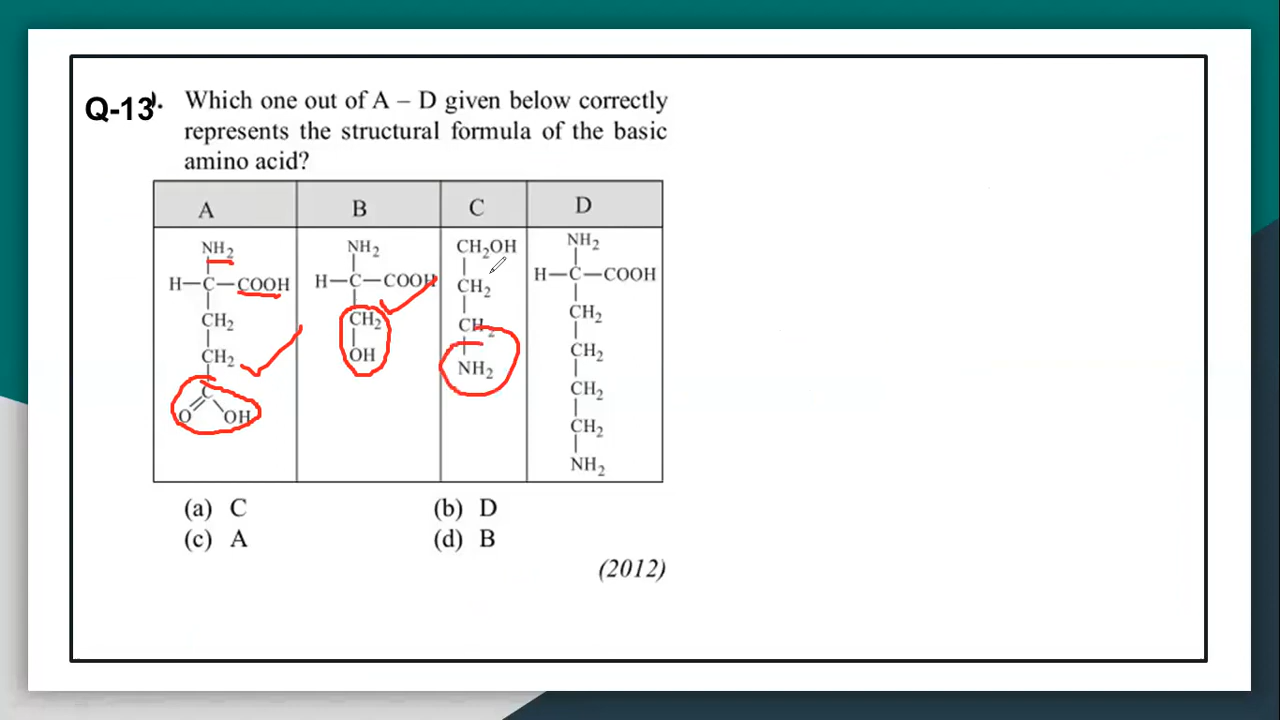 Q-13). Which one out of A – D given below correctly
represents the structural formula of the basic
amino acid?
A B C D
NH₂
H—C—COOH
CH₂
CH₂
C
O OH
NH₂
H—C—COOH
CH₂
OH
CH₂OH
CH₂
CH₂
NH₂
NH₂
H—C—COOH
CH₂
CH₂
CH₂
CH₂
NH₂
(a) C (b) D
(c) A (d) B
(2012)